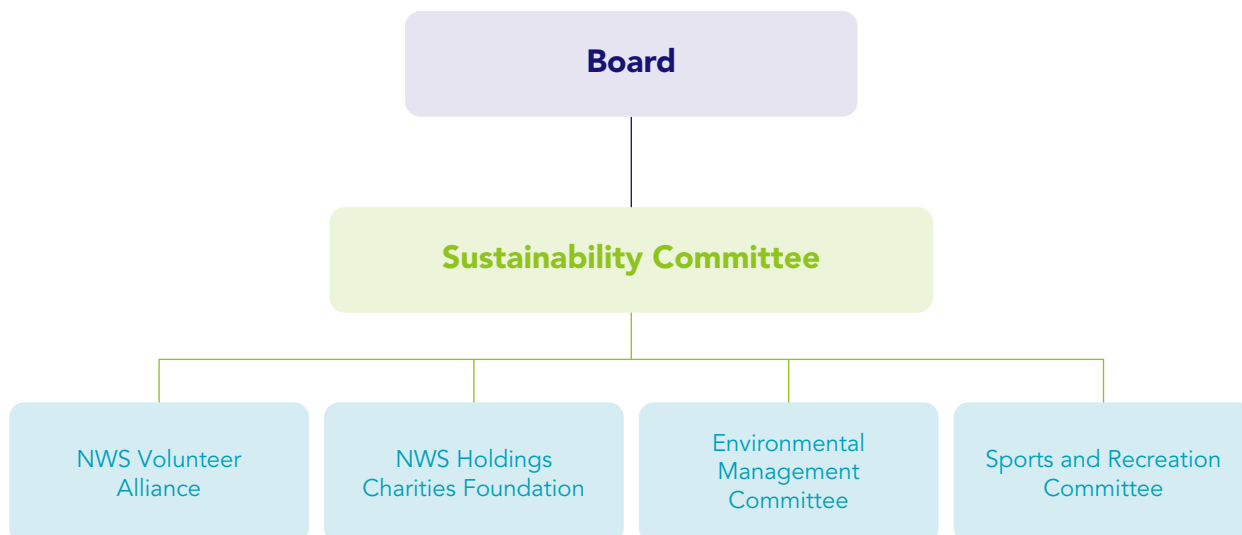 Board
Sustainability Committee
NWS Volunteer
Alliance
NWS Holdings
Charities Foundation
Environmental
Management
Committee
Sports and Recreation
Committee